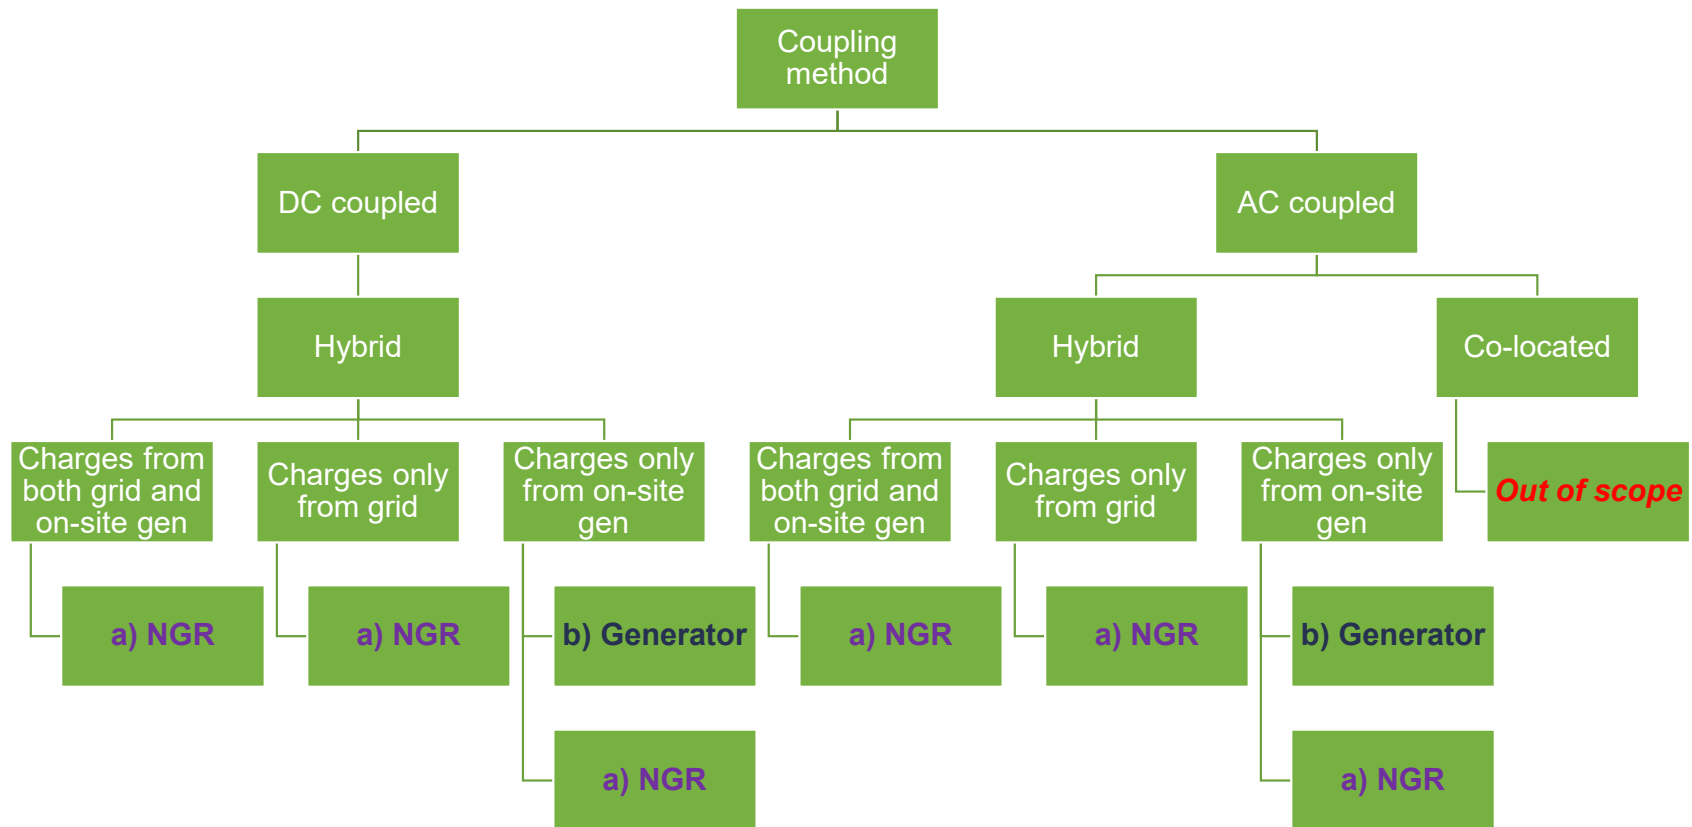 Coupling
method
DC coupled
AC coupled
Hybrid
Hybrid
Co-located
Charges from
both grid and
on-site gen
Charges only
from grid
Charges only
from on-site
gen
Charges from
both grid and
on-site gen
Charges only
from grid
Charges only
from on-site
gen
Out of scope
a) NGR
a) NGR
b) Generator
a) NGR
a) NGR
b) Generator
a) NGR
a) NGR